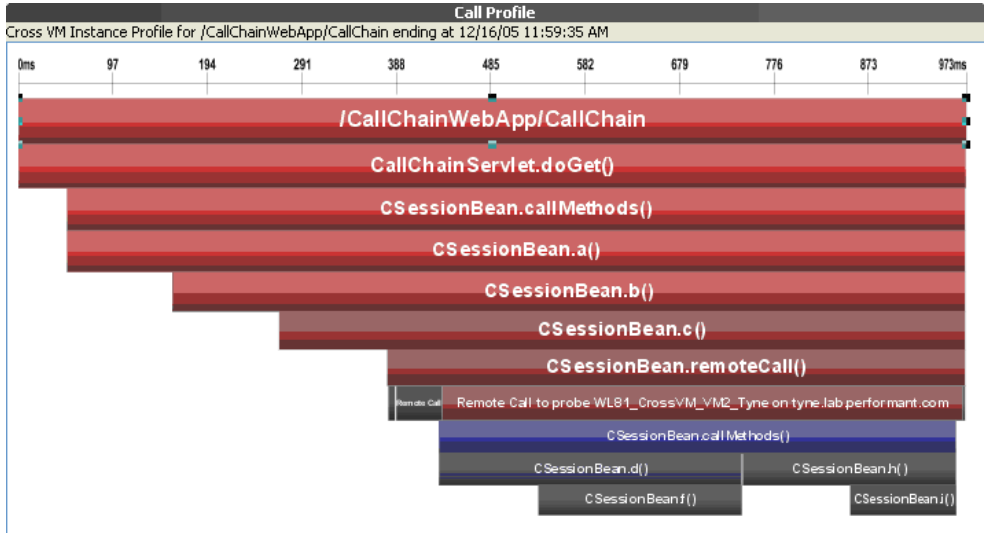 Call Profile
Cross VM Instance Profile for /CallChainWebApp/CallChain ending at 12/16/05 11:59:35 AM
0ms 97 194 291 388 485 582 679 776 873 973ms
/CallChainWebApp/CallChain
CallChainServlet.doGet()
CSessionBean.callMethods()
CSessionBean.a()
CSessionBean.b()
CSessionBean.c()
CSessionBean.remoteCall()
Remote Call Remote Call to probe WL81_CrossVM_VM2_Tyne on tyne.lab.performant.com
CSessionBean.callMethods()
CSessionBean.d() CSessionBean.h()
CSessionBean.f() CSessionBean.i()